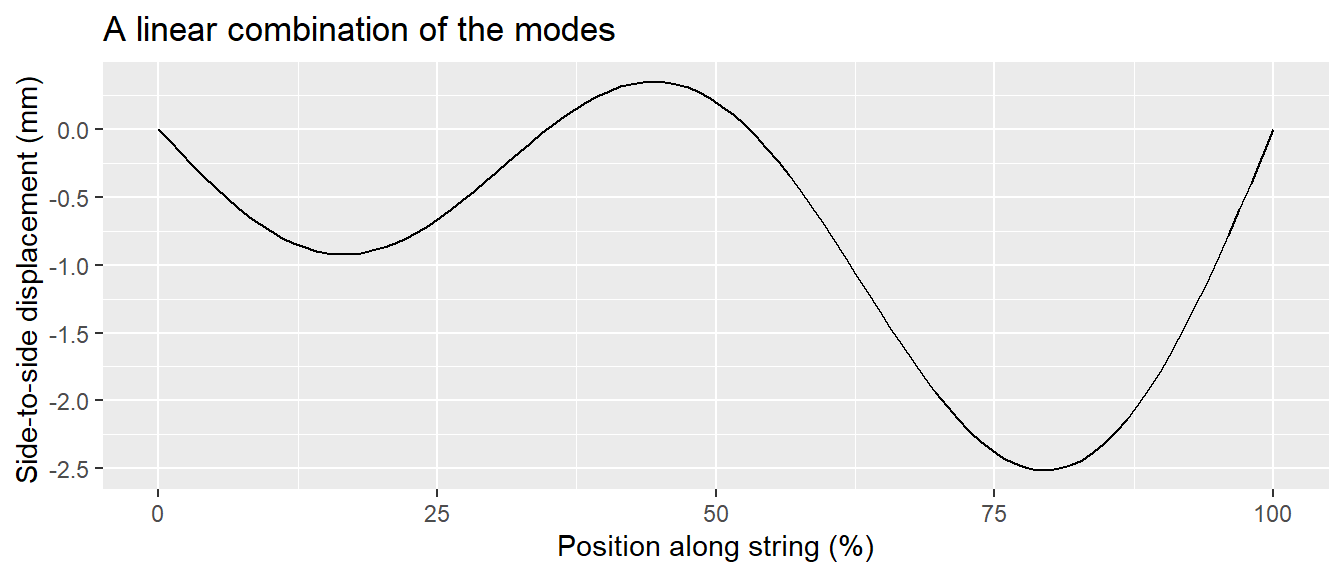 A linear combination of the modes
Side-to-side displacement (mm)
0.0
-0.5
-1.0
-1.5
-2.0
-2.5
0 25 50 75 100
Position along string (%)